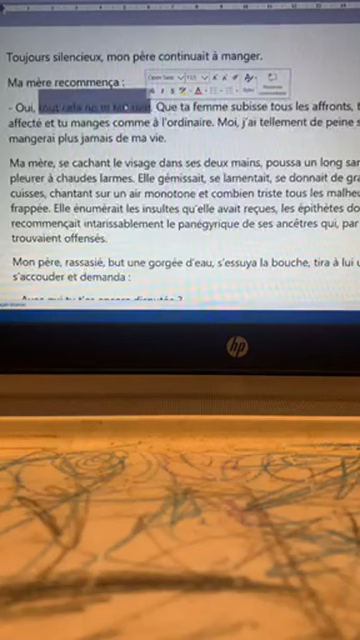 Toujours silencieux, mon père continuait à manger.
Ma mère recommença :
- Oui, tout cela ne te fait rien. Que ta femme subisse tous les affronts,
affecté et tu manges comme à l'ordinaire. Moi, j'ai tellement de peine
mangerai plus jamais de ma vie.
Ma mère, se cachant le visage dans ses deux mains, poussa un long
pleurer à chaudes larmes. Elle gémissait, se lamentait, se donnait de
cuisses, chantant sur un air monotone et combien triste tous les
frappée. Elle énumérait les insultes qu'elle avait reçues, les épithètes
recommençait intarissablement le panégyrique de ses ancêtres qui, par
trouvaient offensés.
Mon père, rassasié, but une gorgée d'eau, s'essuya la bouche, tira à lui
s'accouder et demanda :
hp